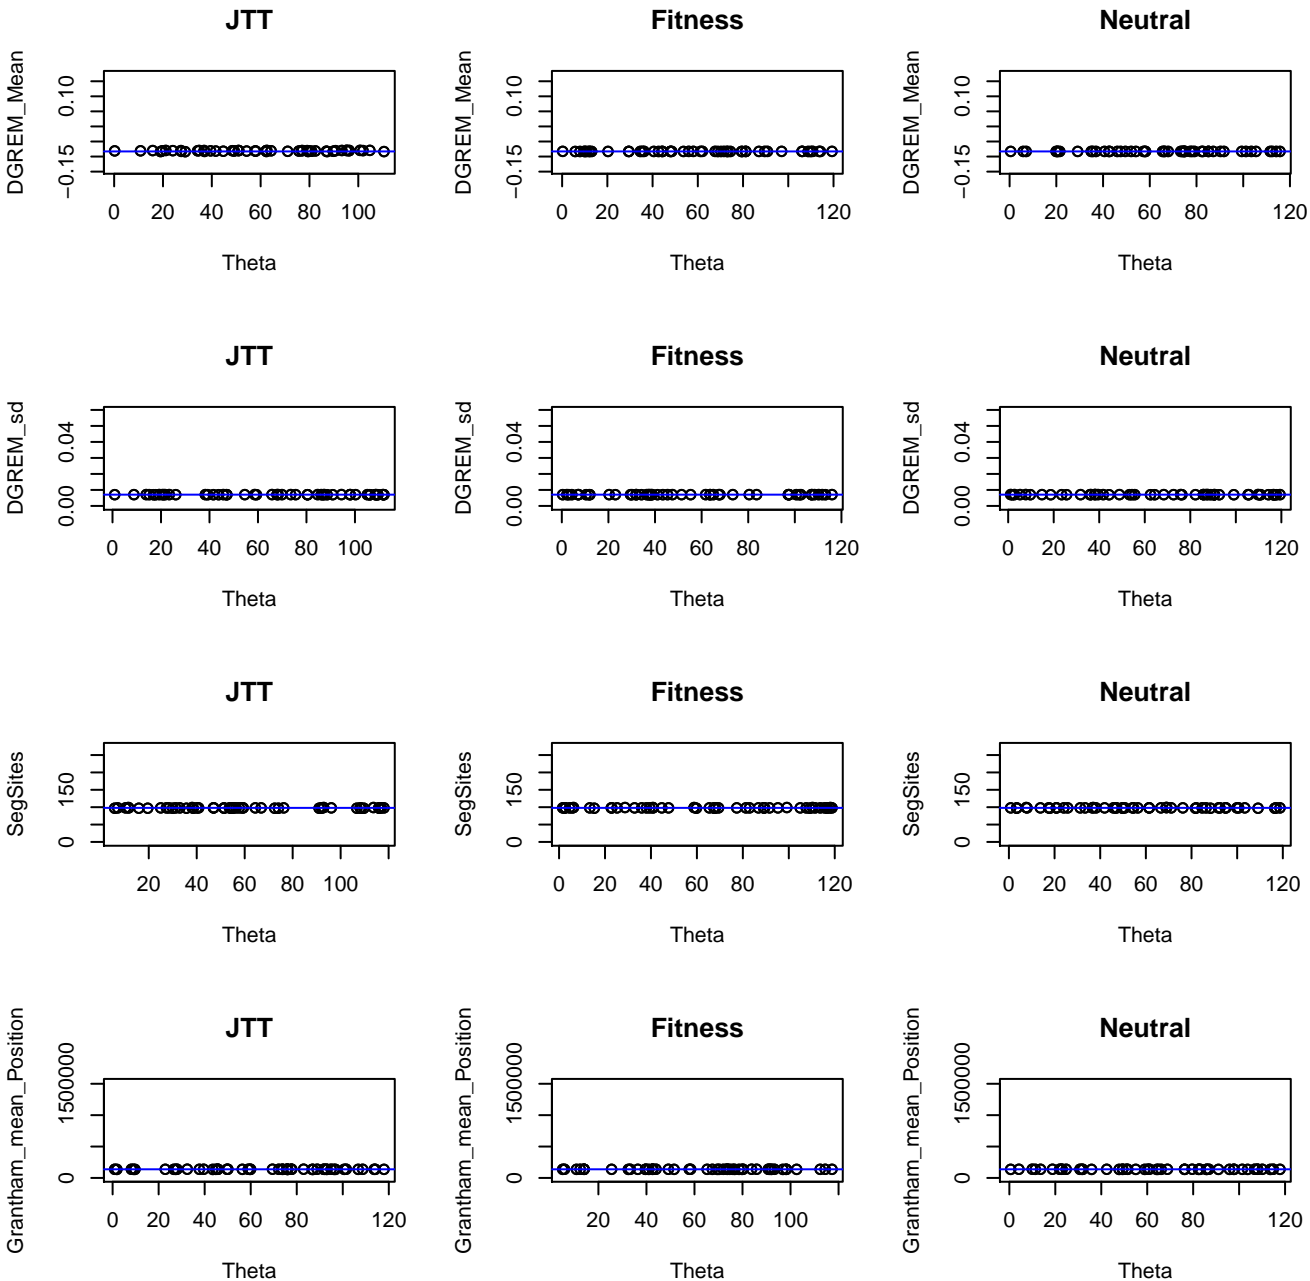 JTT
Fitness
Neutral
DGREM_Mean
−0.15 0.10
0 20 40 60 80 100
Theta
DGREM_Mean
−0.15 0.10
0 20 40 60 80 120
Theta
DGREM_Mean
−0.15 0.10
0 20 40 60 80 120
Theta
JTT
Fitness
Neutral
DGREM_sd
0.00 0.04
0 20 40 60 80 100
Theta
DGREM_sd
0.00 0.04
0 20 40 60 80 120
Theta
DGREM_sd
0.00 0.04
0 20 40 60 80 120
Theta
JTT
Fitness
Neutral
SegSites
0 150
20 40 60 80 100
Theta
SegSites
0 150
0 20 40 60 80 120
Theta
SegSites
0 150
0 20 40 60 80 120
Theta
JTT
Fitness
Neutral
Grantham_mean_Position
0 1500000
0 20 40 60 80 120
Theta
Grantham_mean_Position
0 1500000
20 40 60 80 100
Theta
Grantham_mean_Position
0 1500000
0 20 40 60 80 120
Theta